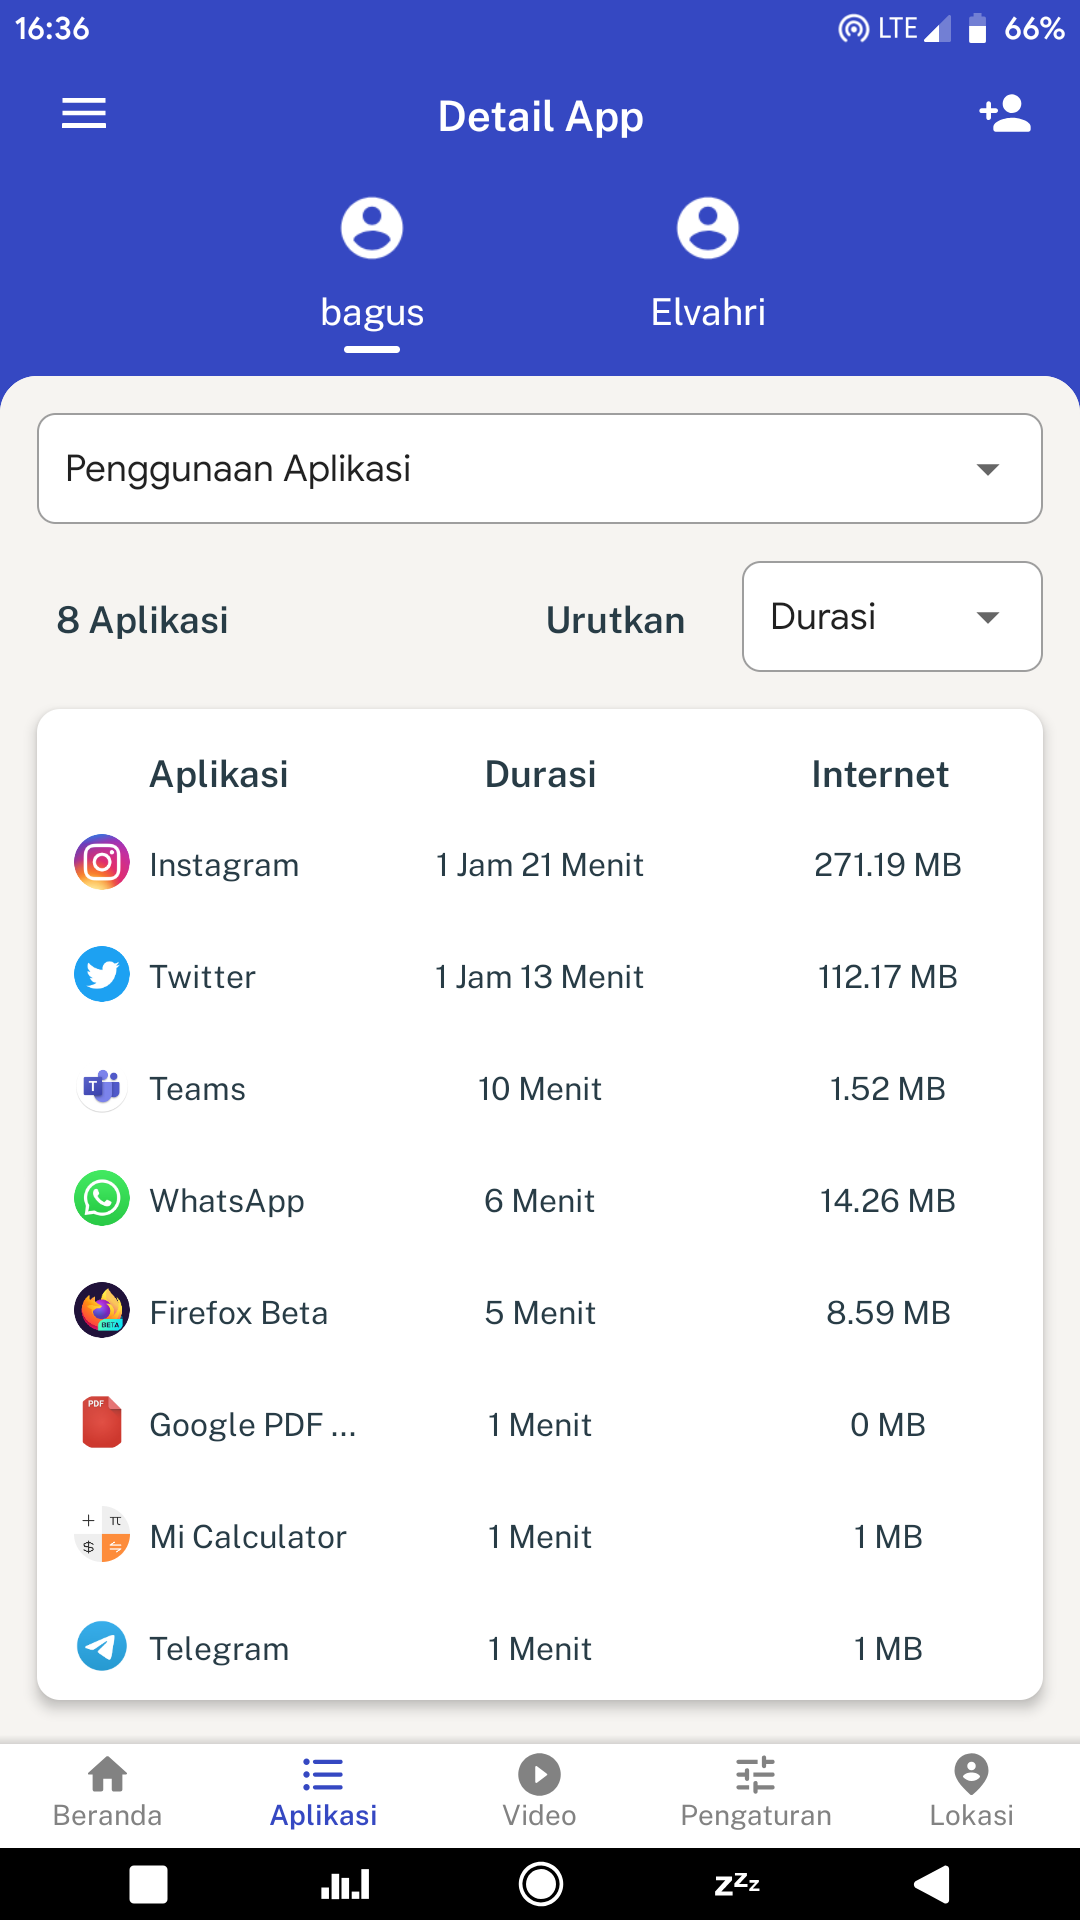 16:36 LTE 66%
Detail App
bagus Elvahri
Penggunaan Aplikasi
8 Aplikasi Urutkan Durasi
Aplikasi Durasi Internet
Instagram 1 Jam 21 Menit 271.19 MB
Twitter 1 Jam 13 Menit 112.17 MB
T Teams 10 Menit 1.52 MB
WhatsApp 6 Menit 14.26 MB
BETA Firefox Beta 5 Menit 8.59 MB
PDF Google PDF ... 1 Menit 0 MB
+ π $ Mi Calculator 1 Menit 1 MB
Telegram 1 Menit 1 MB
Beranda Aplikasi Video Pengaturan Lokasi
zzz